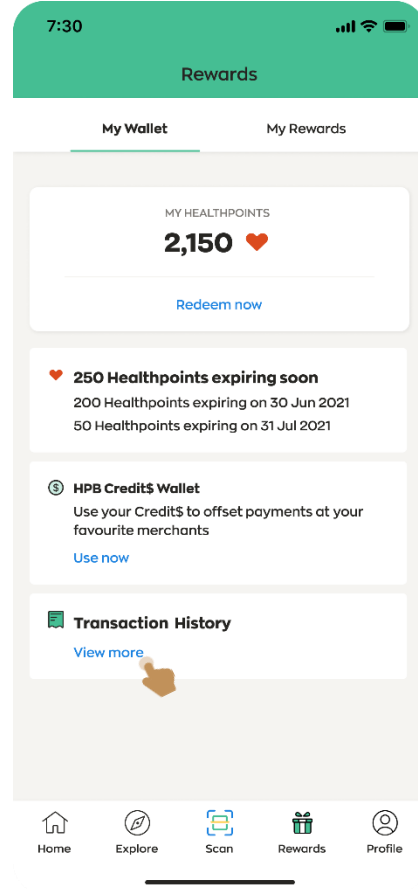 7:30
Rewards
My Wallet
My Rewards
MY HEALTHPOINTS
2,150
Redeem now
250 Healthpoints expiring soon
200 Healthpoints expiring on 30 Jun 2021
50 Healthpoints expiring on 31 Jul 2021
$ HPB Credit$ Wallet
Use your Credit$ to offset payments at your
favourite merchants
Use now
Transaction History
View more
Home
Explore
Scan
Rewards
Profile